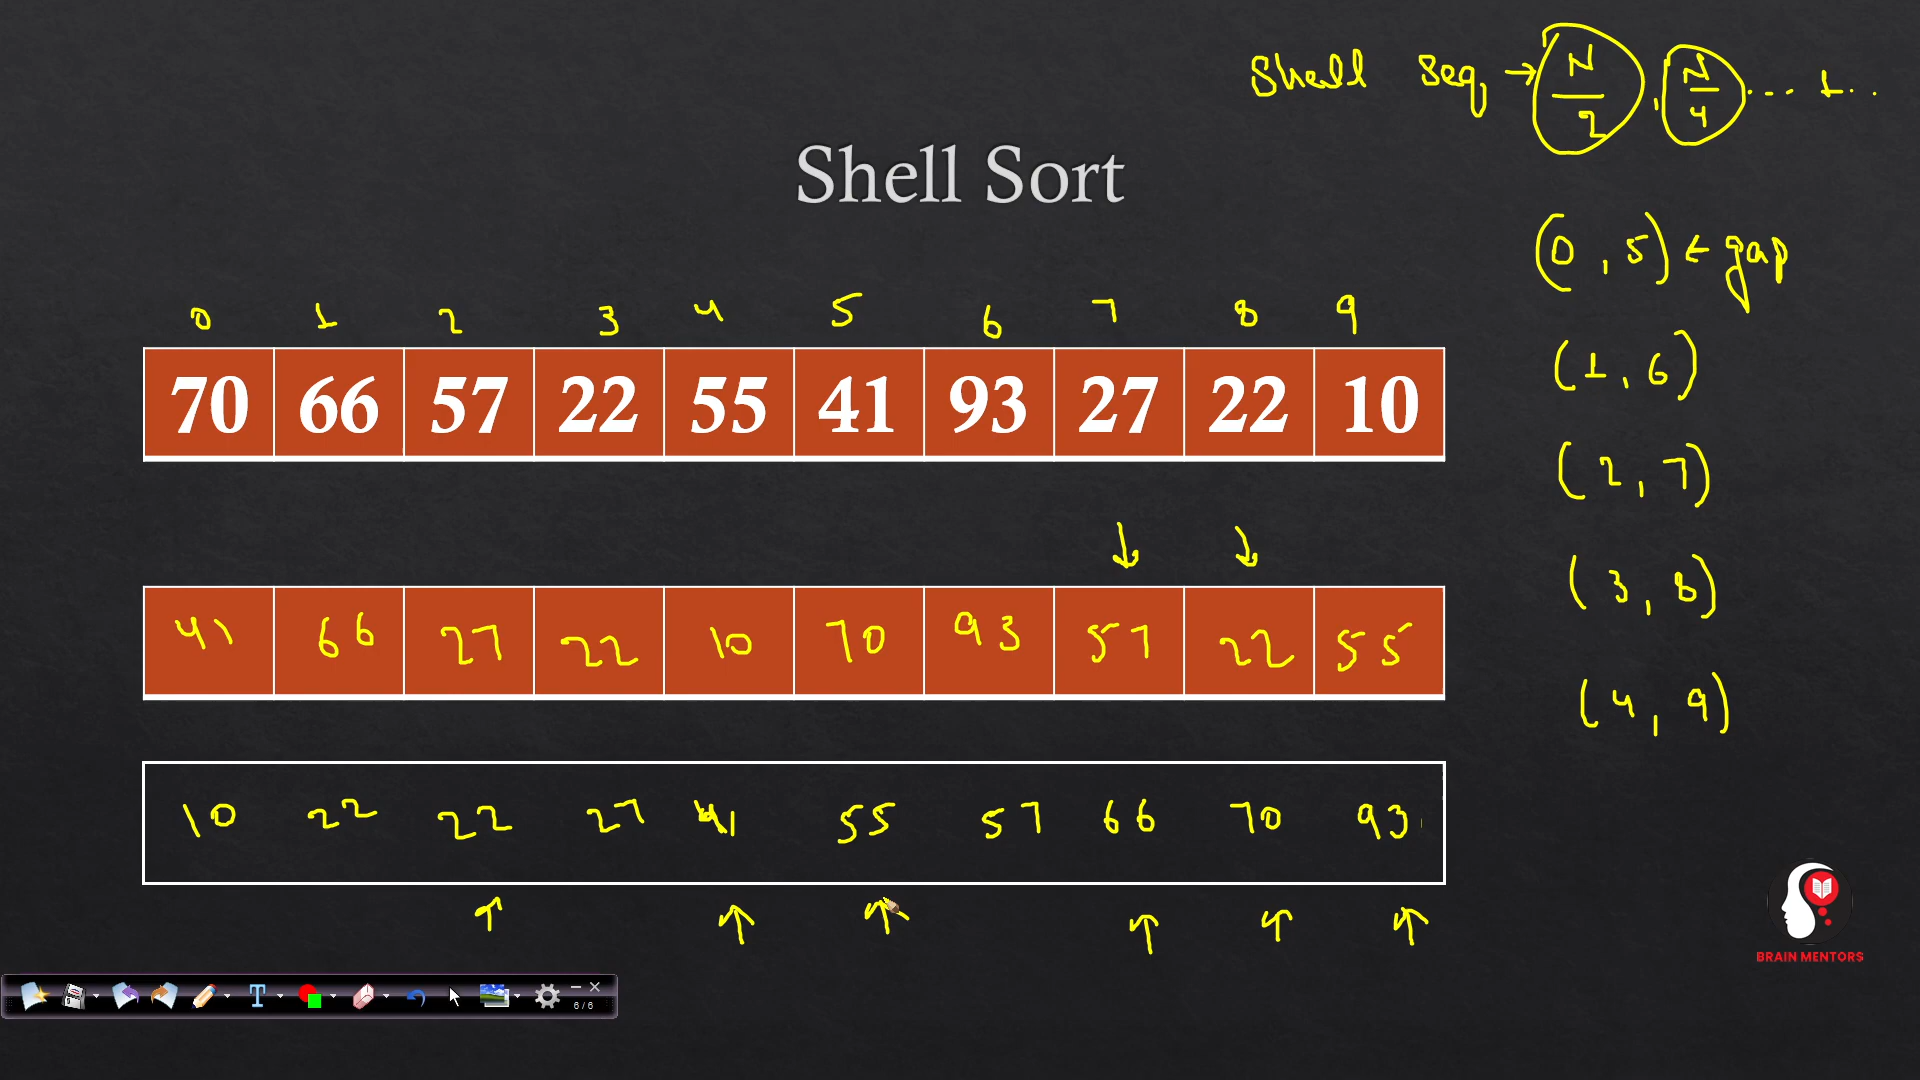 Shell Seq → N/2, N/4 ... 1..
Shell Sort
(0, 5) ← gap
0 1 2 3 4 5 6 7 8 9
(1, 6)
70 66 57 22 55 41 93 27 22 10
(2, 7)
(3, 8)
41 66 27 22 10 70 93 57 22 55
(4, 9)
10 22 22 27 41 55 57 66 70 93
BRAIN MENTORS
T
6 / 6